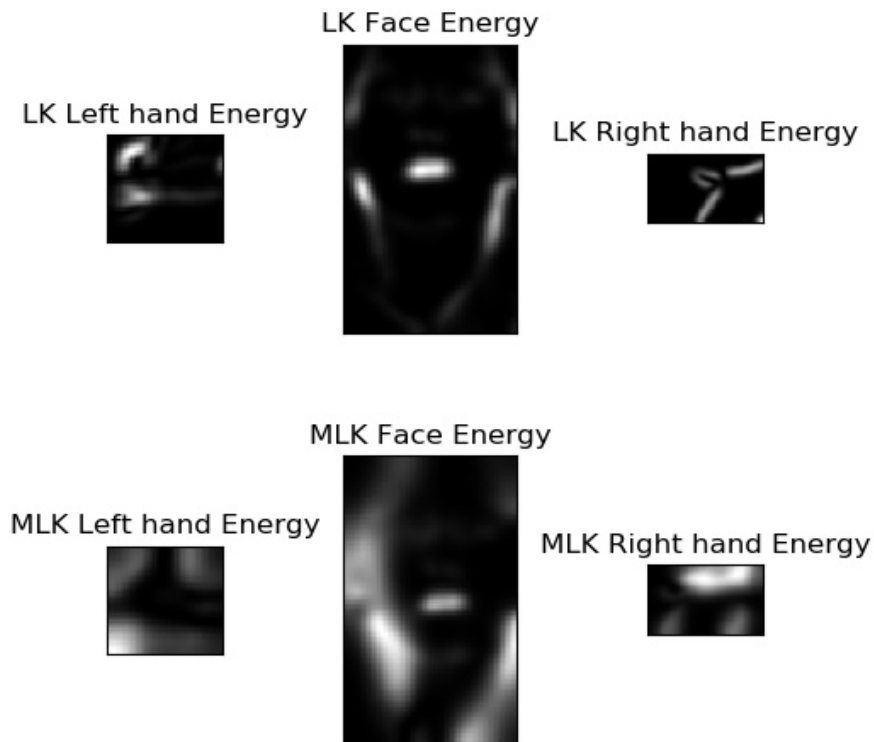 LK Face Energy
LK Left hand Energy
LK Right hand Energy
MLK Face Energy
MLK Left hand Energy
MLK Right hand Energy